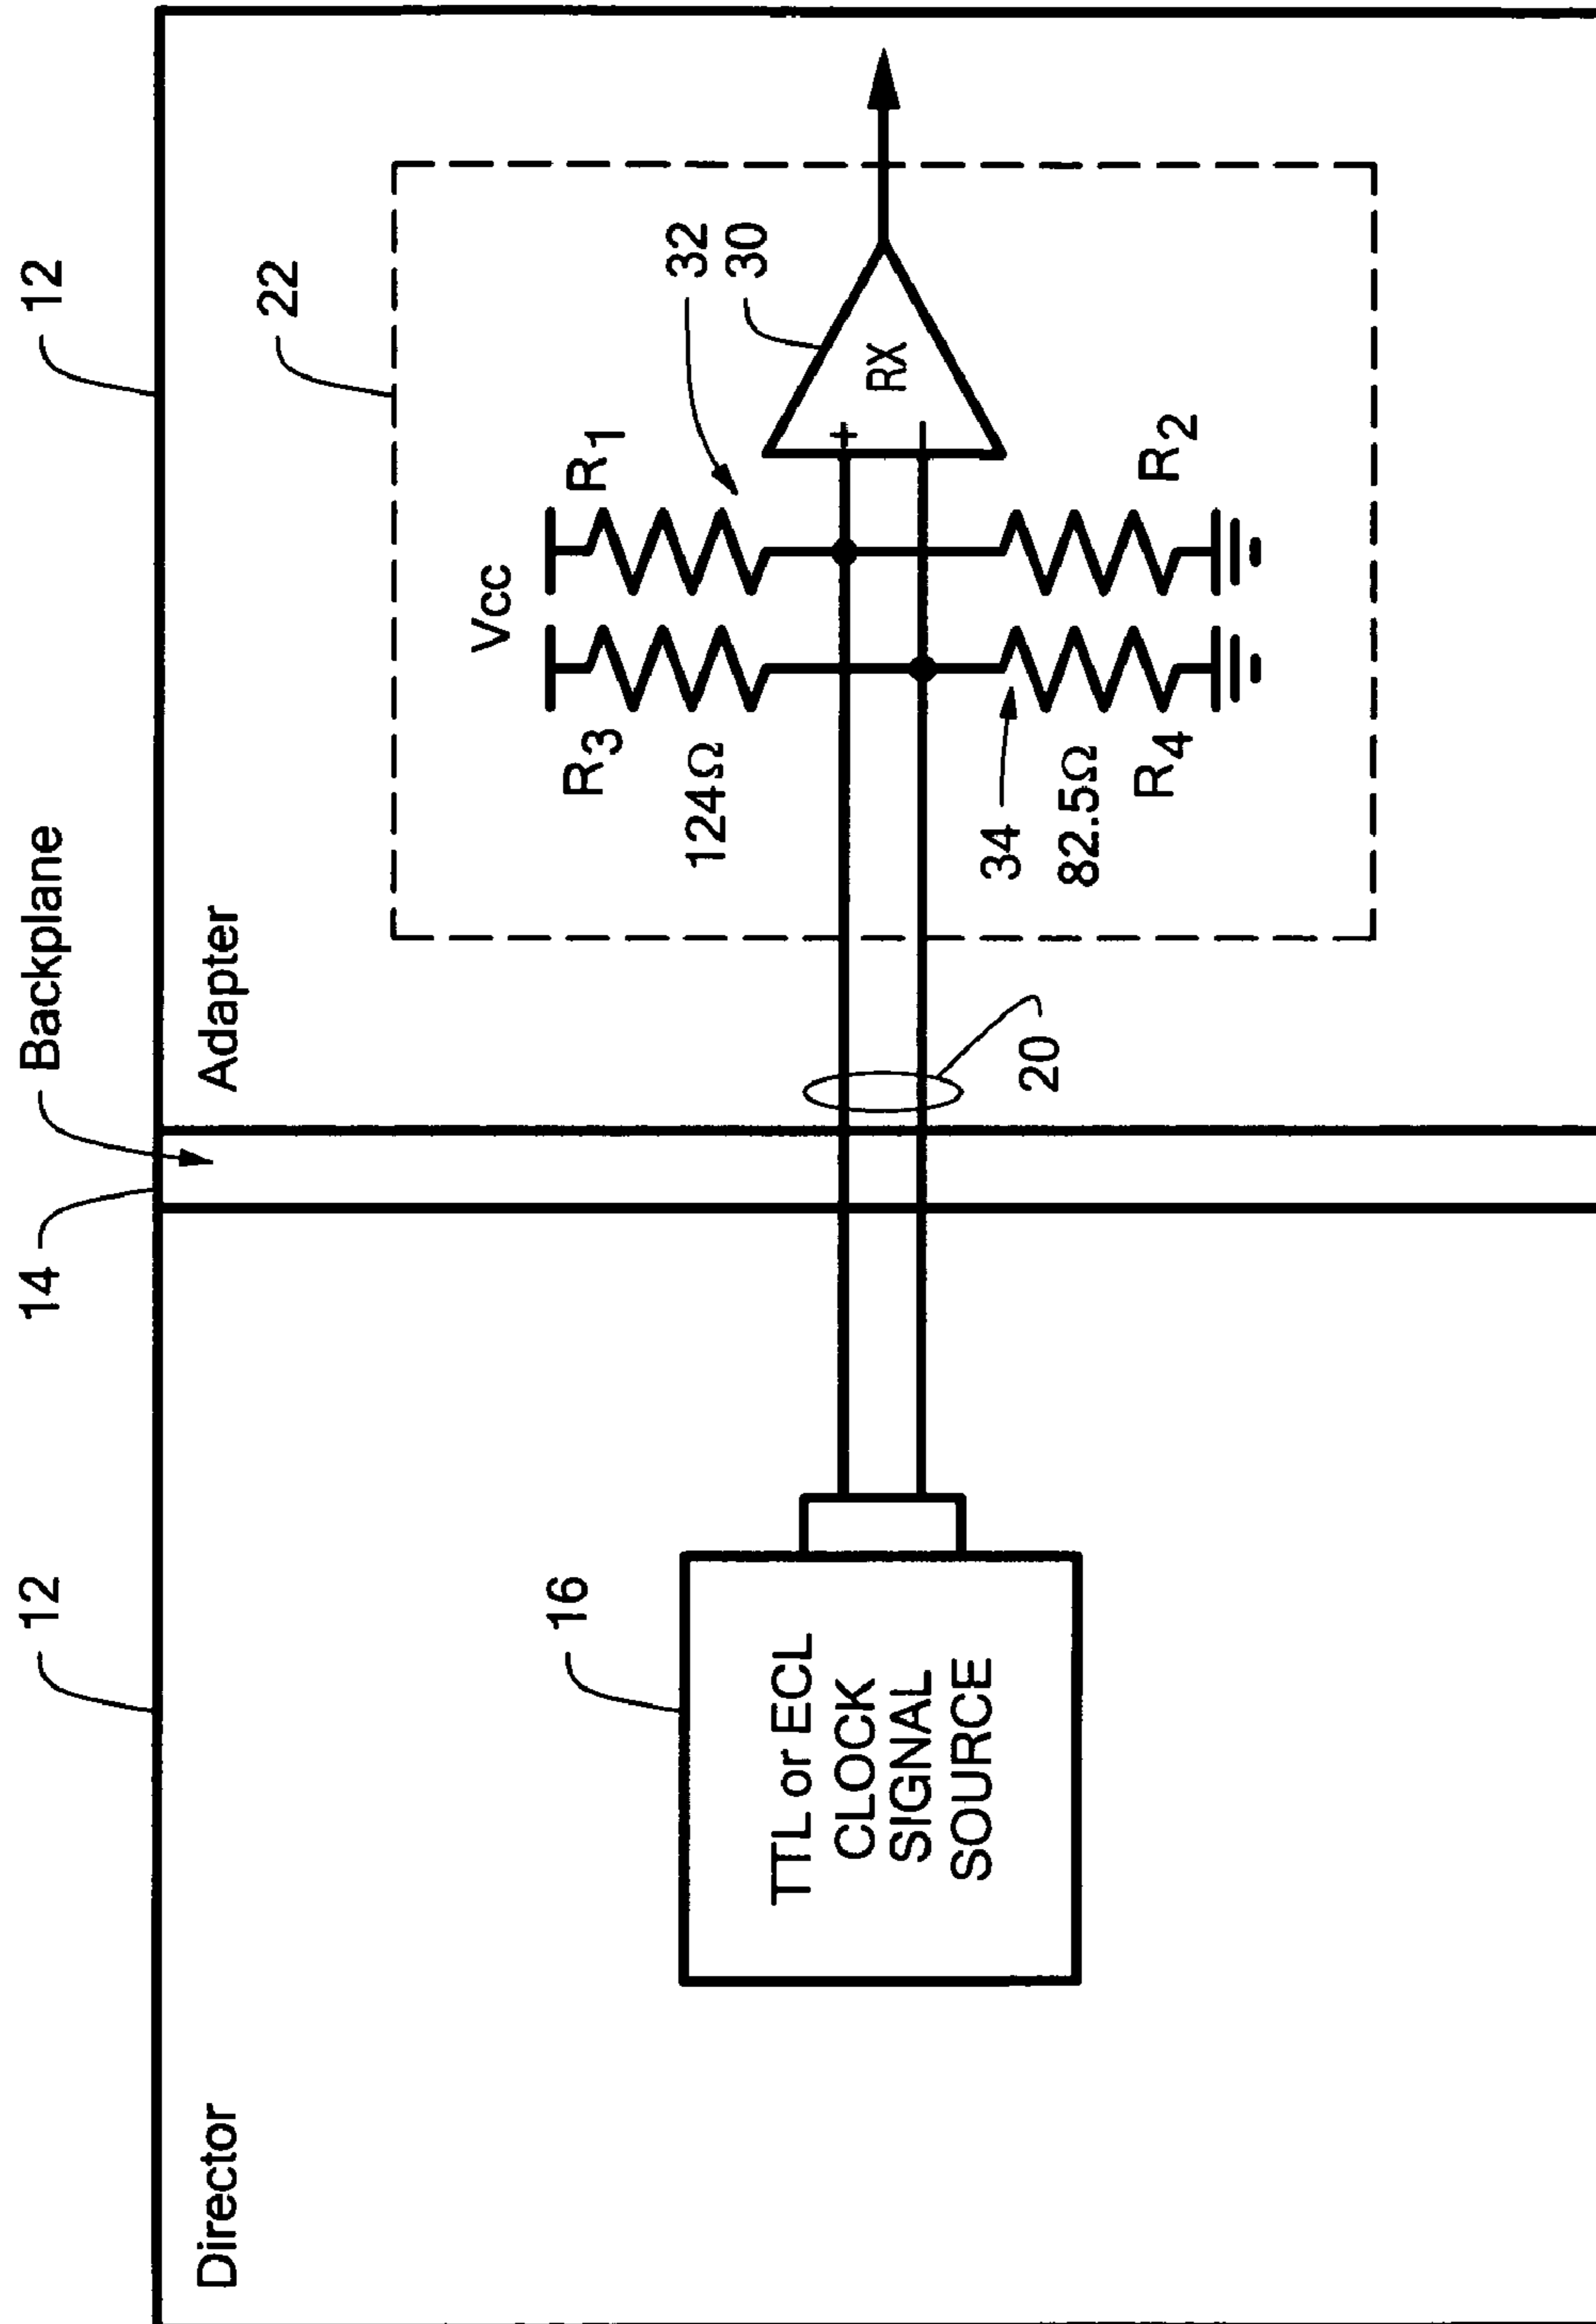 12
14
Backplane
12
Director
Adapter
22
16
TTL or ECL
CLOCK
SIGNAL
SOURCE
20
Vcc
R3
R1
124Ω
32
30
+
−
RX
34
82.5Ω
R4
R2